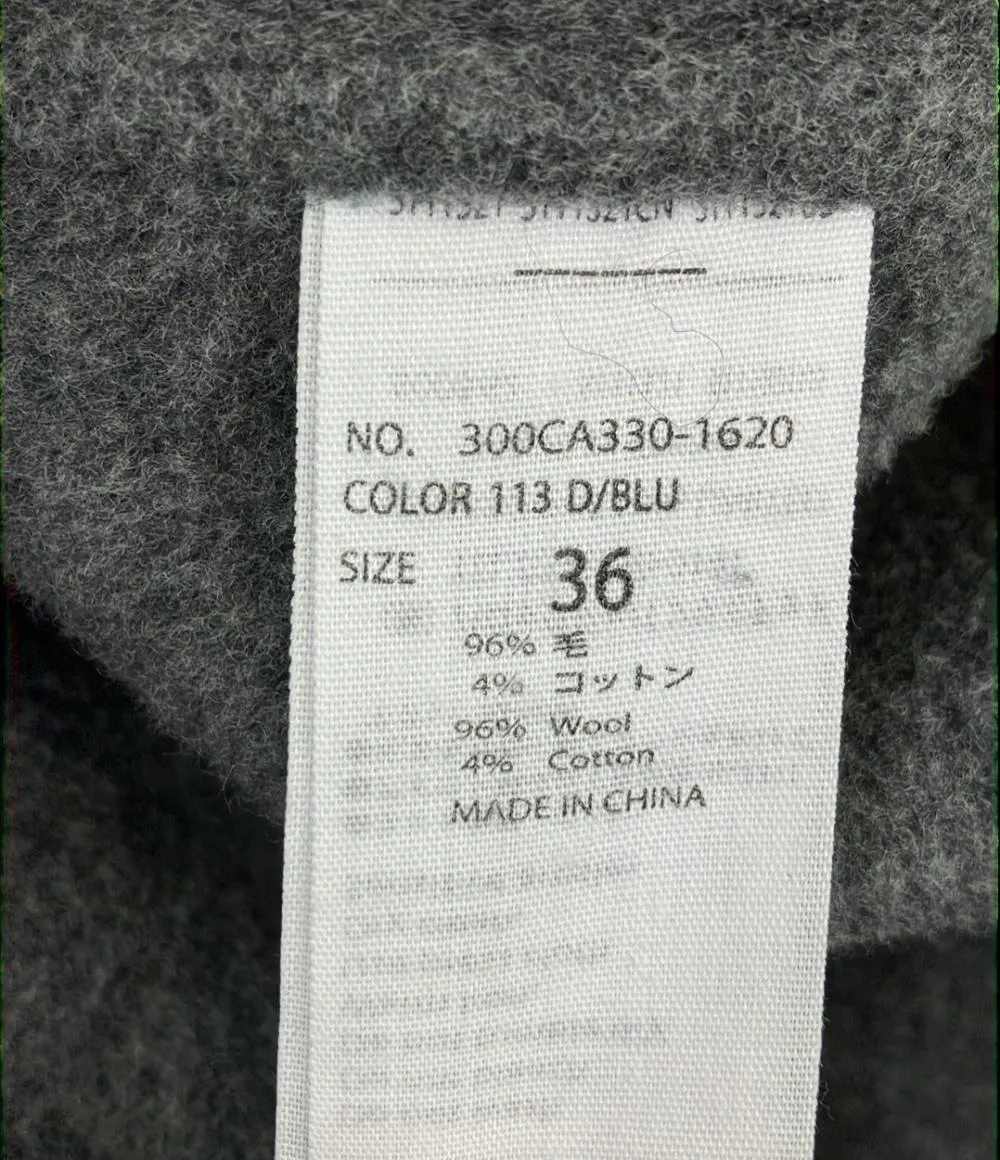 NO. 300CA330-1620
COLOR 113 D/BLU
SIZE 36
96% 毛
4% コットン
96% Wool
4% Cotton
MADE IN CHINA